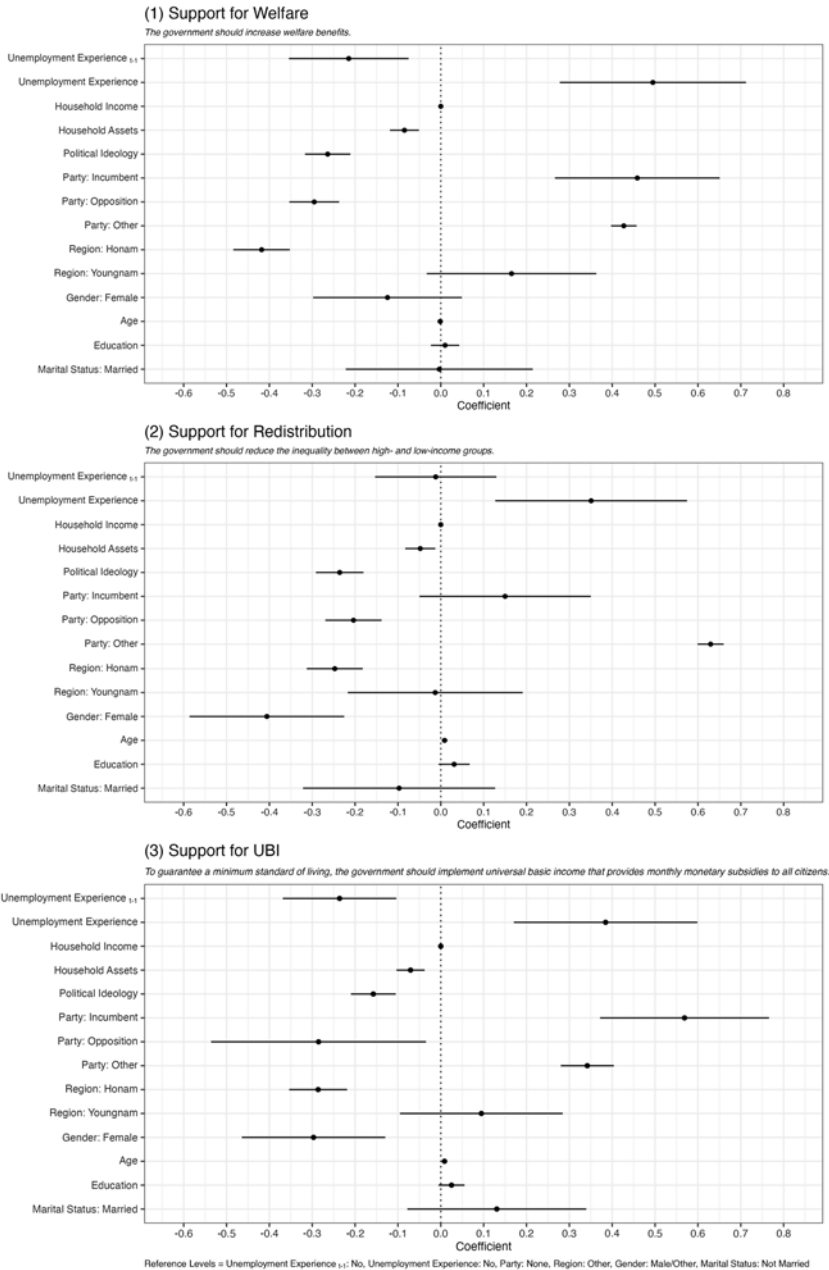 (1) Support for Welfare
The government should increase welfare benefits.
Unemployment Experience t-1
Unemployment Experience
Household Income
Household Assets
Political Ideology
Party: Incumbent
Party: Opposition
Party: Other
Region: Honam
Region: Youngnam
Gender: Female
Age
Education
Marital Status: Married
-0.6 -0.5 -0.4 -0.3 -0.2 -0.1 0.0 0.1 0.2 0.3 0.4 0.5 0.6 0.7 0.8
Coefficient
(2) Support for Redistribution
The government should reduce the inequality between high- and low-income groups.
Unemployment Experience t-1
Unemployment Experience
Household Income
Household Assets
Political Ideology
Party: Incumbent
Party: Opposition
Party: Other
Region: Honam
Region: Youngnam
Gender: Female
Age
Education
Marital Status: Married
-0.6 -0.5 -0.4 -0.3 -0.2 -0.1 0.0 0.1 0.2 0.3 0.4 0.5 0.6 0.7 0.8
Coefficient
(3) Support for UBI
To guarantee a minimum standard of living, the government should implement universal basic income that provides monthly monetary subsidies to all citizens.
Unemployment Experience t-1
Unemployment Experience
Household Income
Household Assets
Political Ideology
Party: Incumbent
Party: Opposition
Party: Other
Region: Honam
Region: Youngnam
Gender: Female
Age
Education
Marital Status: Married
-0.6 -0.5 -0.4 -0.3 -0.2 -0.1 0.0 0.1 0.2 0.3 0.4 0.5 0.6 0.7 0.8
Coefficient
Reference Levels = Unemployment Experience t-1: No, Unemployment Experience: No, Party: None, Region: Other, Gender: Male/Other, Marital Status: Not Married